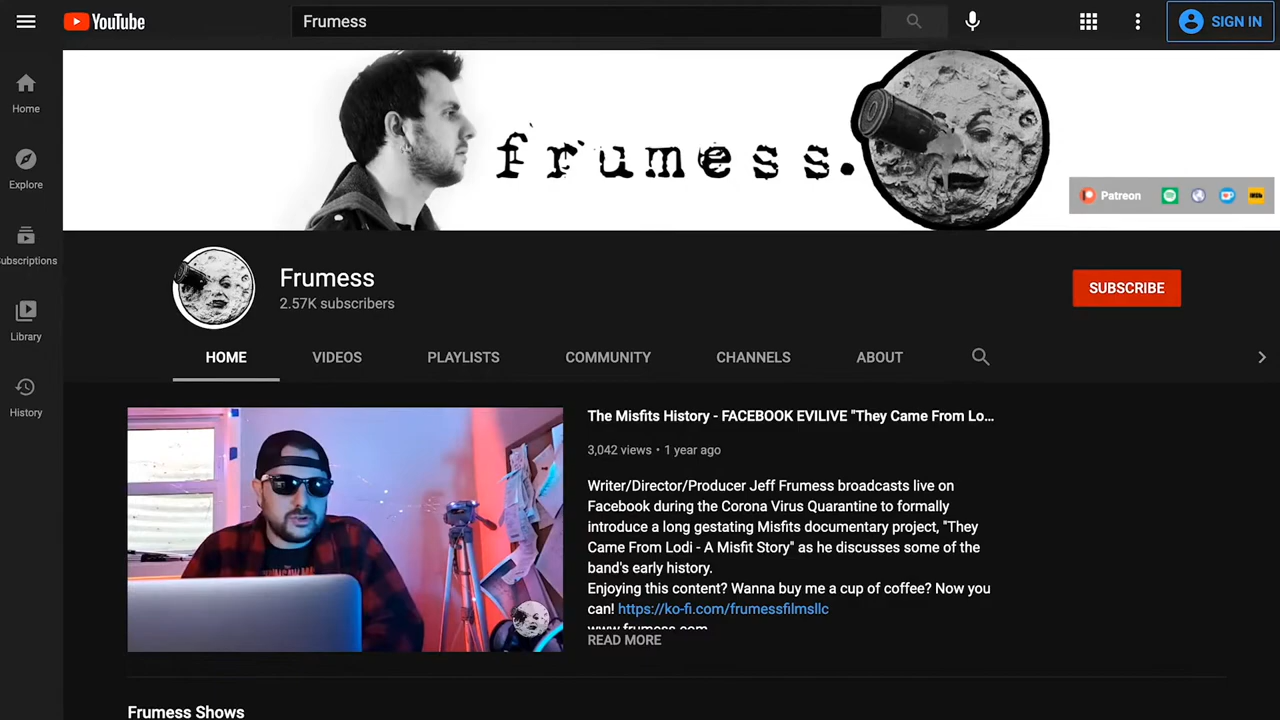 YouTube
Frumess
SIGN IN
Home
Explore
Subscriptions
Library
History
frumess.
Patreon
Frumess
2.57K subscribers
SUBSCRIBE
HOME VIDEOS PLAYLISTS COMMUNITY CHANNELS ABOUT
The Misfits History - FACEBOOK EVILIVE "They Came From Lo...
3,042 views • 1 year ago
Writer/Director/Producer Jeff Frumess broadcasts live on
Facebook during the Corona Virus Quarantine to formally
introduce a long gestating Misfits documentary project, "They
Came From Lodi - A Misfit Story" as he discusses some of the
band's early history.
Enjoying this content? Wanna buy me a cup of coffee? Now you
can! https://ko-fi.com/frumessfilmsllc
www.frumess.com
READ MORE
Frumess Shows